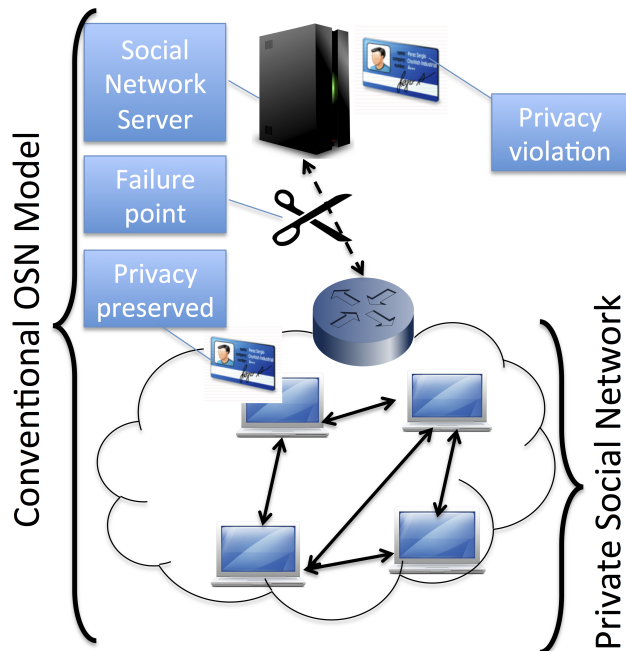 Social
Network
Server
Privacy
violation
Failure
point
Privacy
preserved
Conventional OSN Model
Private Social Network